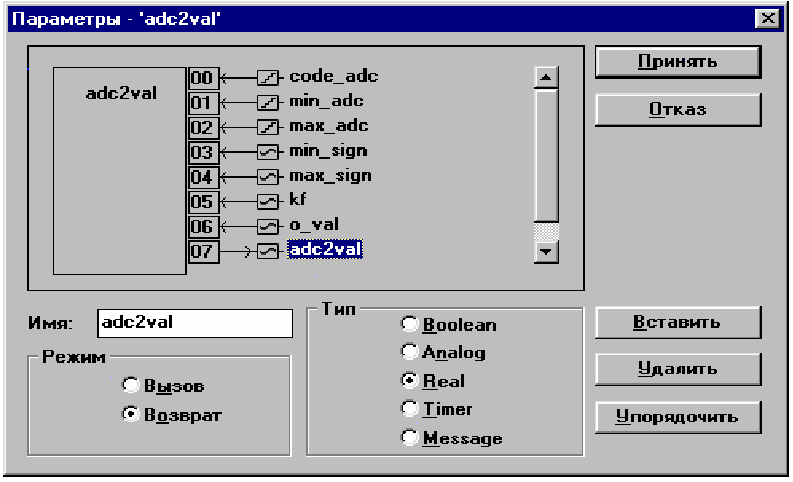 Параметры - 'adc2val'
adc2val
00 code_adc
01 min_adc
02 max_adc
03 min_sign
04 max_sign
05 kf
06 o_val
07 adc2val
Принять
Отказ
Имя: adc2val
Режим
Вызов
Возврат
Тип
Boolean
Analog
Real
Timer
Message
Вставить
Удалить
Упорядочить